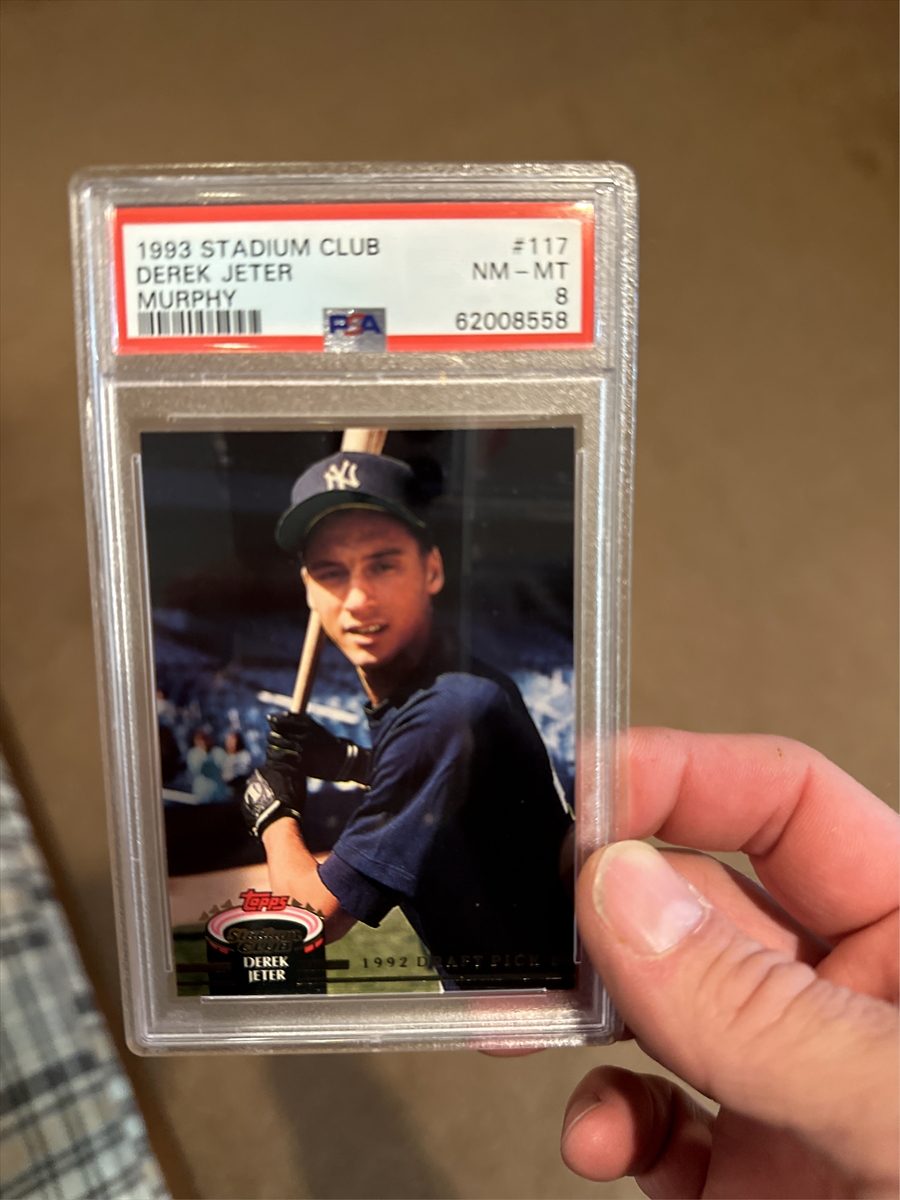 1993 STADIUM CLUB #117
DEREK JETER NM - MT
MURPHY 8
PSA 62008558
NY
Topps
STADIUM
CLUB
DEREK
JETER
1992 DRAFT PICK